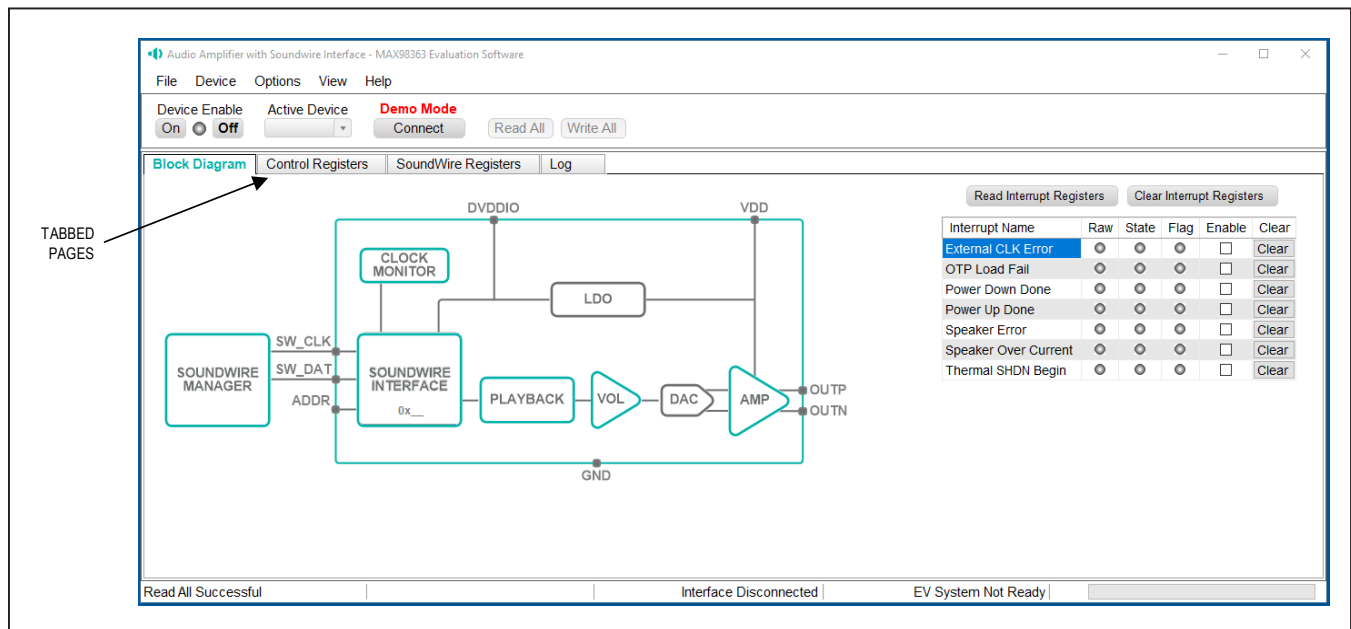 Audio Amplifier with Soundwire Interface - MAX98363 Evaluation Software
File Device Options View Help
Device Enable Active Device Demo Mode
On Off Connect Read All Write All
Block Diagram Control Registers SoundWire Registers Log
TABBED
PAGES
Read Interrupt Registers Clear Interrupt Registers
Interrupt Name Raw State Flag Enable Clear
External CLK Error Clear
OTP Load Fail Clear
Power Down Done Clear
Power Up Done Clear
Speaker Error Clear
Speaker Over Current Clear
Thermal SHDN Begin Clear
DVDDIO VDD
CLOCK
MONITOR
LDO
SW_CLK
SW_DAT
ADDR
SOUNDWIRE
MANAGER
SOUNDWIRE
INTERFACE
0x__
PLAYBACK VOL DAC AMP
OUTP
OUTN
GND
Read All Successful Interface Disconnected EV System Not Ready